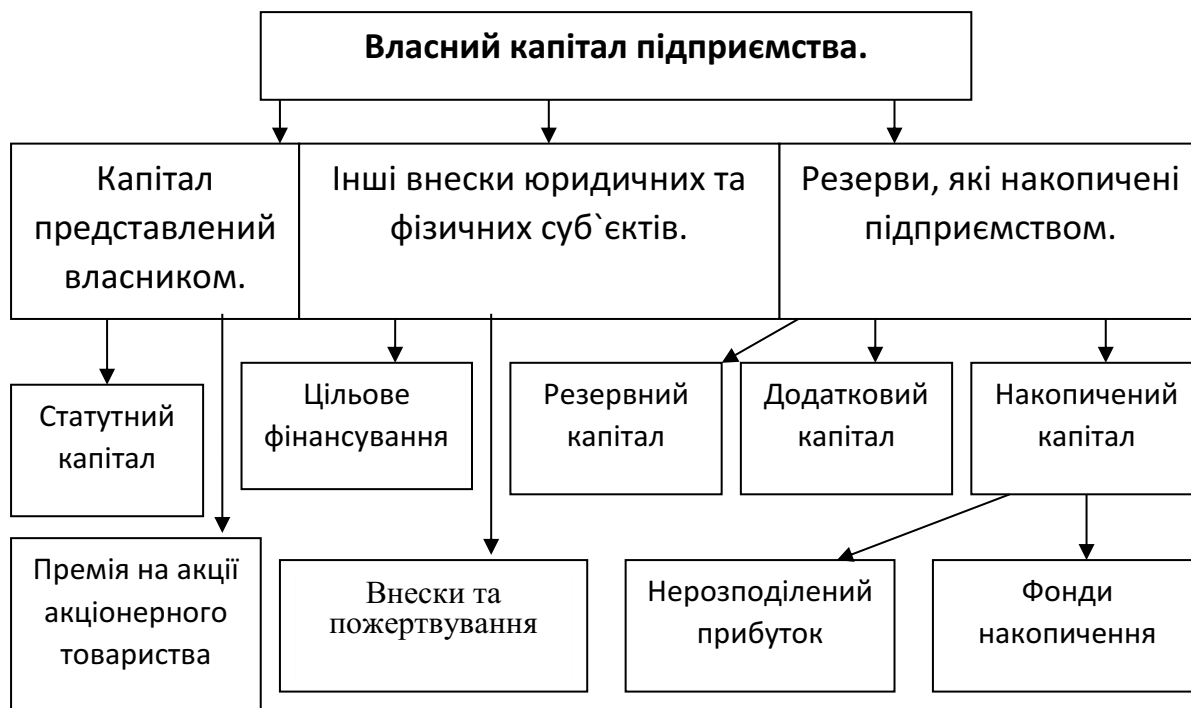 Власний капітал підприємства.
Капітал
представлений
власником.
Інші внески юридичних та
фізичних суб`єктів.
Резерви, які накопичені
підприємством.
Статутний
капітал
Цільове
фінансування
Резервний
капітал
Додатковий
капітал
Накопичений
капітал
Премія на акції
акціонерного
товариства
Внески та
пожертвування
Нерозподілений
прибуток
Фонди
накопичення